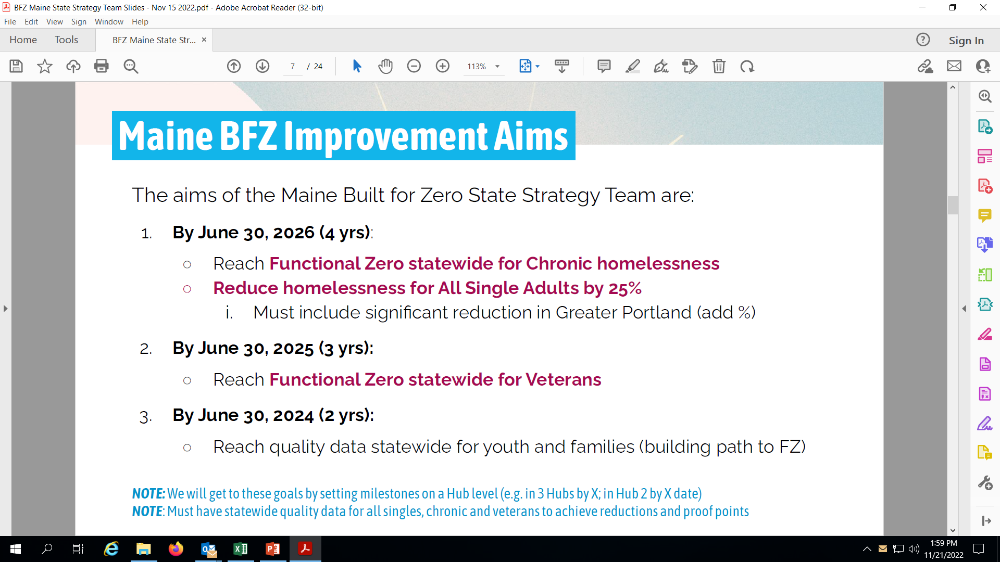 BFZ Maine State Strategy Team Slides - Nov 15 2022.pdf - Adobe Acrobat Reader (32-bit)
File Edit View Sign Window Help
Home Tools BFZ Maine State Str... × ? Sign In
7 / 24 113%
Maine BFZ Improvement Aims
The aims of the Maine Built for Zero State Strategy Team are:
1. By June 30, 2026 (4 yrs):
○ Reach Functional Zero statewide for Chronic homelessness
○ Reduce homelessness for All Single Adults by 25%
i. Must include significant reduction in Greater Portland (add %)
2. By June 30, 2025 (3 yrs):
○ Reach Functional Zero statewide for Veterans
3. By June 30, 2024 (2 yrs):
○ Reach quality data statewide for youth and families (building path to FZ)
NOTE: We will get to these goals by setting milestones on a Hub level (e.g. in 3 Hubs by X; in Hub 2 by X date)
NOTE: Must have statewide quality data for all singles, chronic and veterans to achieve reductions and proof points
1:59 PM
11/21/2022